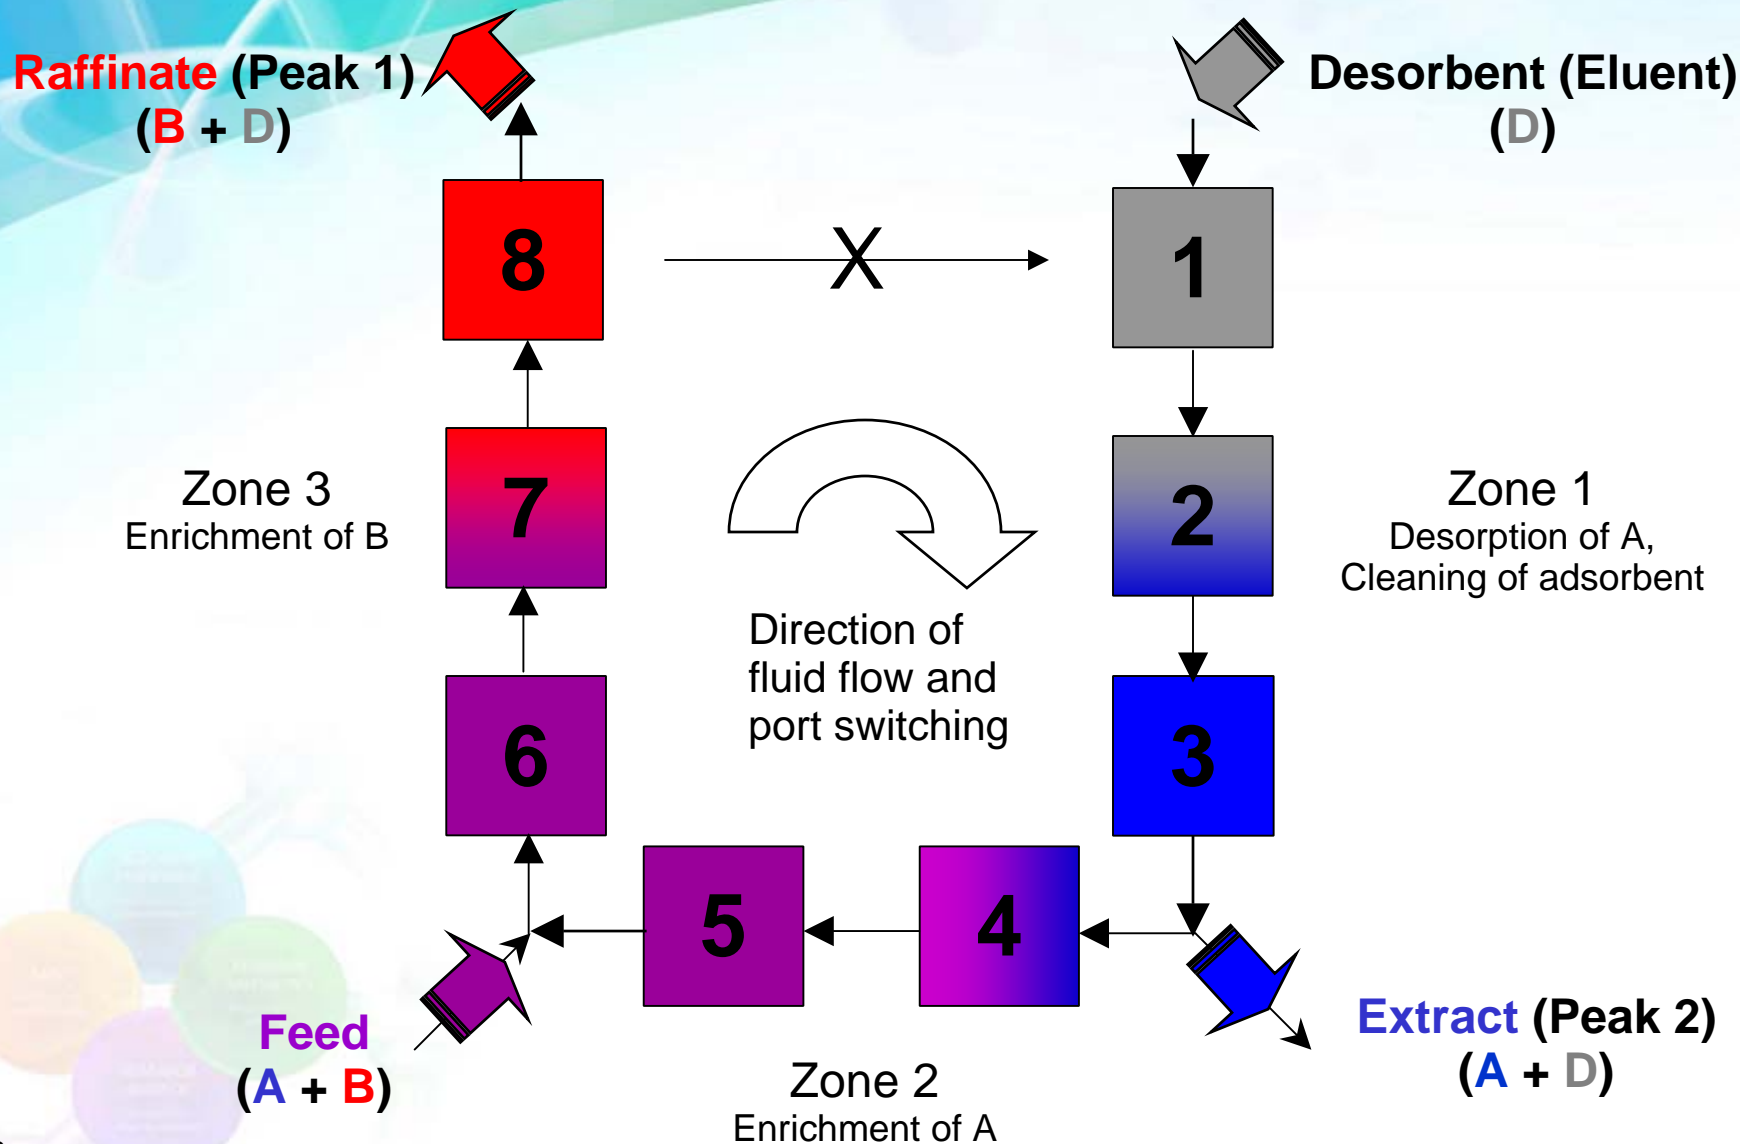 Raffinate (Peak 1)
(B + D)
Desorbent (Eluent)
(D)
8
X
1
7
2
Zone 3
Enrichment of B
Zone 1
Desorption of A,
Cleaning of adsorbent
Direction of
fluid flow and
port switching
6
3
5
4
Feed
(A + B)
Zone 2
Enrichment of A
Extract (Peak 2)
(A + D)